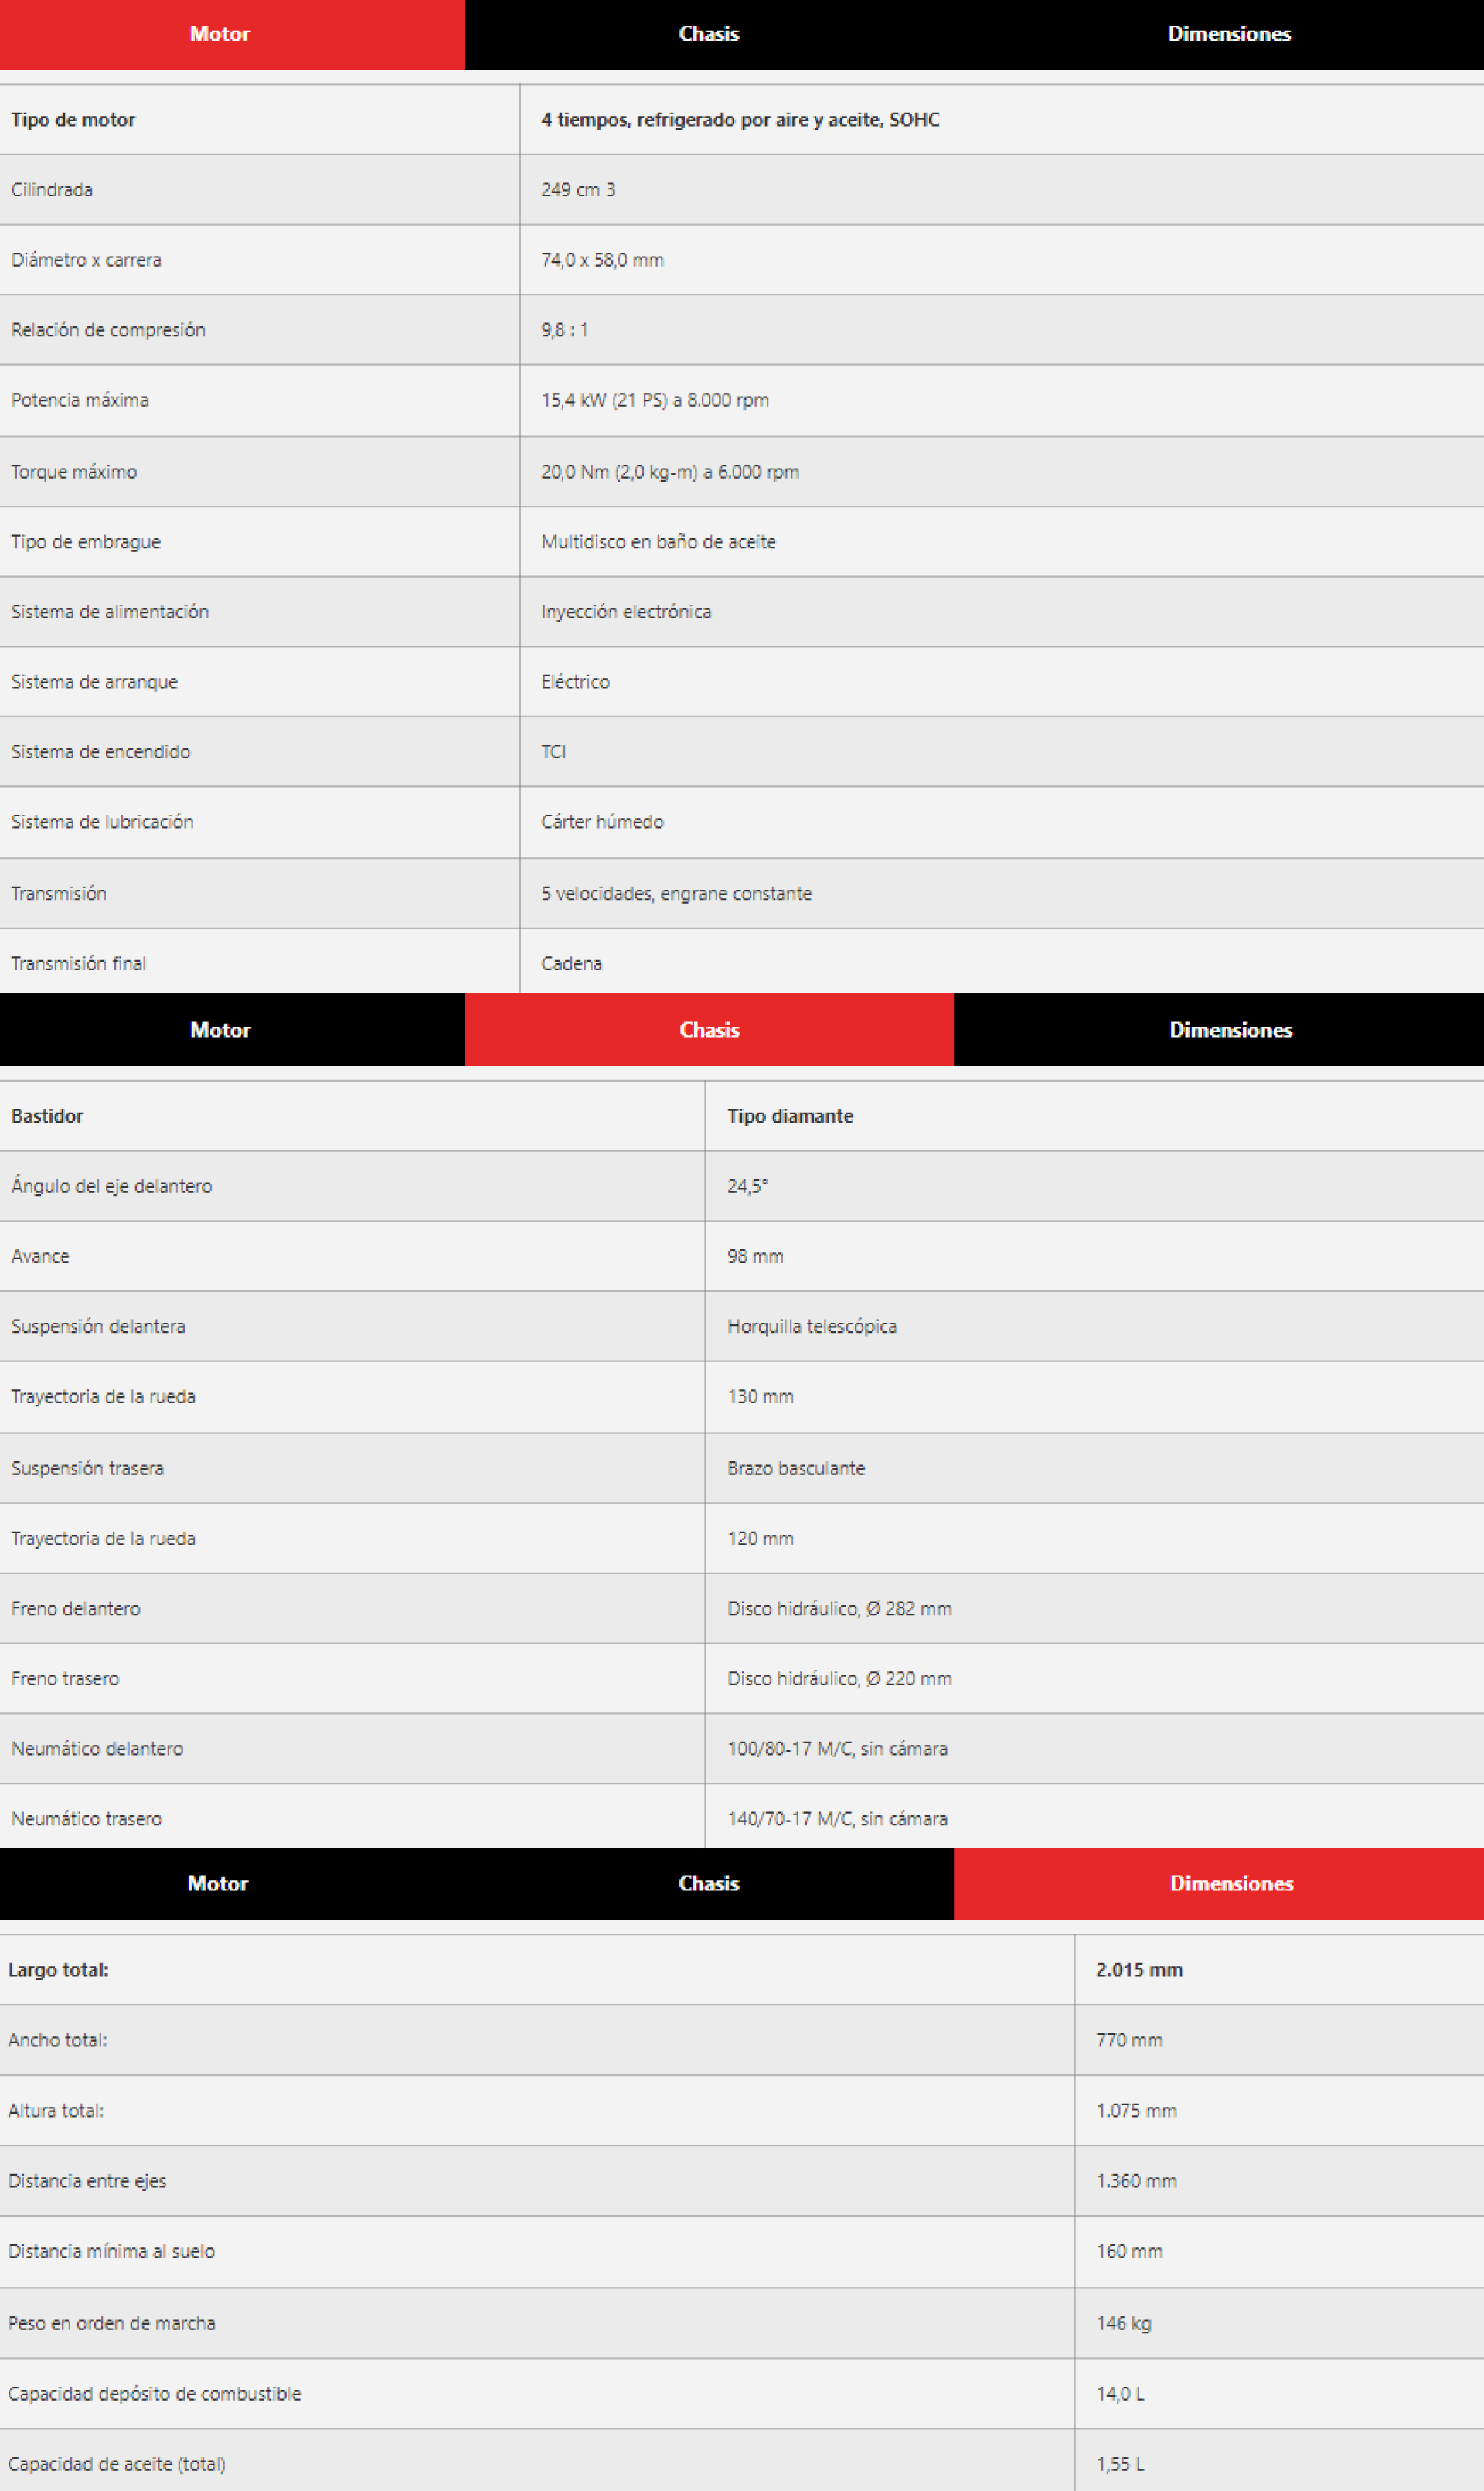 Motor Chasis Dimensiones
Tipo de motor 4 tiempos, refrigerado por aire y aceite, SOHC
Cilindrada 249 cm 3
Diámetro x carrera 74,0 x 58,0 mm
Relación de compresión 9,8 : 1
Potencia máxima 15,4 kW (21 PS) a 8.000 rpm
Torque máximo 20,0 Nm (2,0 kg-m) a 6.000 rpm
Tipo de embrague Multidisco en baño de aceite
Sistema de alimentación Inyección electrónica
Sistema de arranque Eléctrico
Sistema de encendido TCI
Sistema de lubricación Cárter húmedo
Transmisión 5 velocidades, engrane constante
Transmisión final Cadena
Motor Chasis Dimensiones
Bastidor Tipo diamante
Ángulo del eje delantero 24,5°
Avance 98 mm
Suspensión delantera Horquilla telescópica
Trayectoria de la rueda 130 mm
Suspensión trasera Brazo basculante
Trayectoria de la rueda 120 mm
Freno delantero Disco hidráulico, Ø 282 mm
Freno trasero Disco hidráulico, Ø 220 mm
Neumático delantero 100/80-17 M/C, sin cámara
Neumático trasero 140/70-17 M/C, sin cámara
Motor Chasis Dimensiones
Largo total: 2.015 mm
Ancho total: 770 mm
Altura total: 1.075 mm
Distancia entre ejes 1.360 mm
Distancia mínima al suelo 160 mm
Peso en orden de marcha 146 kg
Capacidad depósito de combustible 14,0 L
Capacidad de aceite (total) 1,55 L